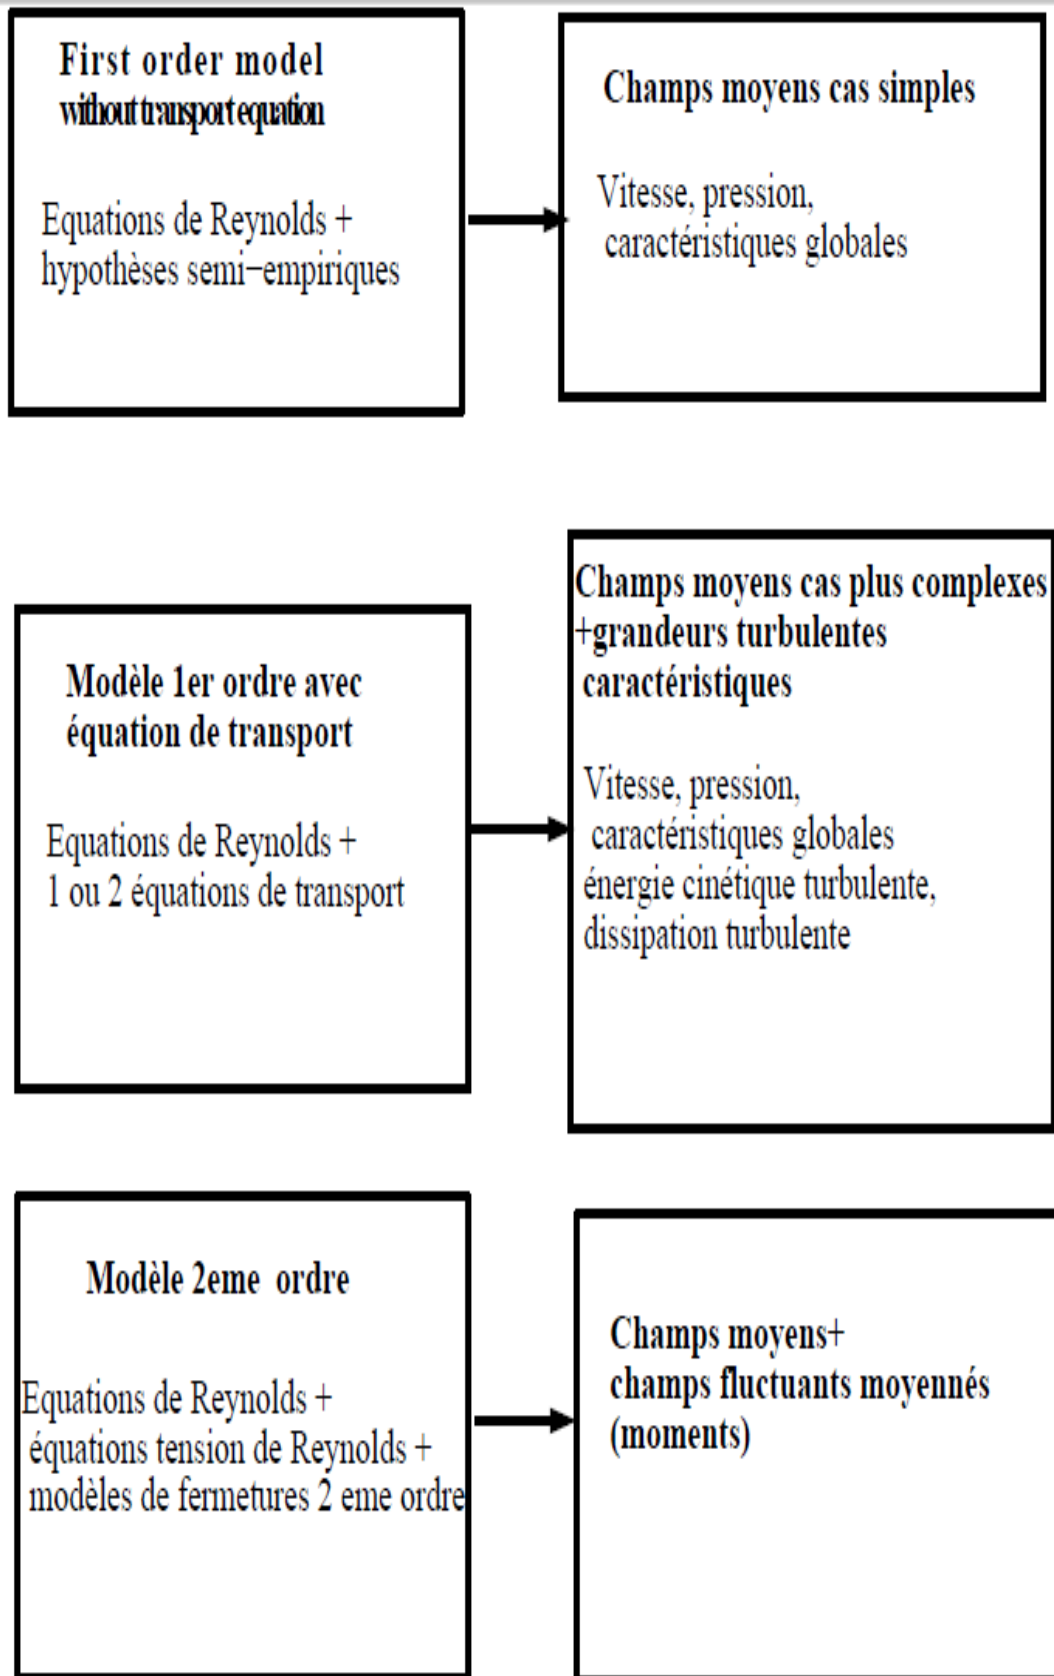 First order model
without transport equation
Equations de Reynolds +
hypothèses semi-empiriques
Champs moyens cas simples
Vitesse, pression,
caractéristiques globales
Modèle 1er ordre avec
équation de transport
Equations de Reynolds +
1 ou 2 équations de transport
Champs moyens cas plus complexes
+grandeurs turbulentes
caractéristiques
Vitesse, pression,
caractéristiques globales
énergie cinétique turbulente,
dissipation turbulente
Modèle 2eme ordre
Equations de Reynolds +
équations tension de Reynolds +
modèles de fermetures 2 eme ordre
Champs moyens+
champs fluctuants moyennés
(moments)